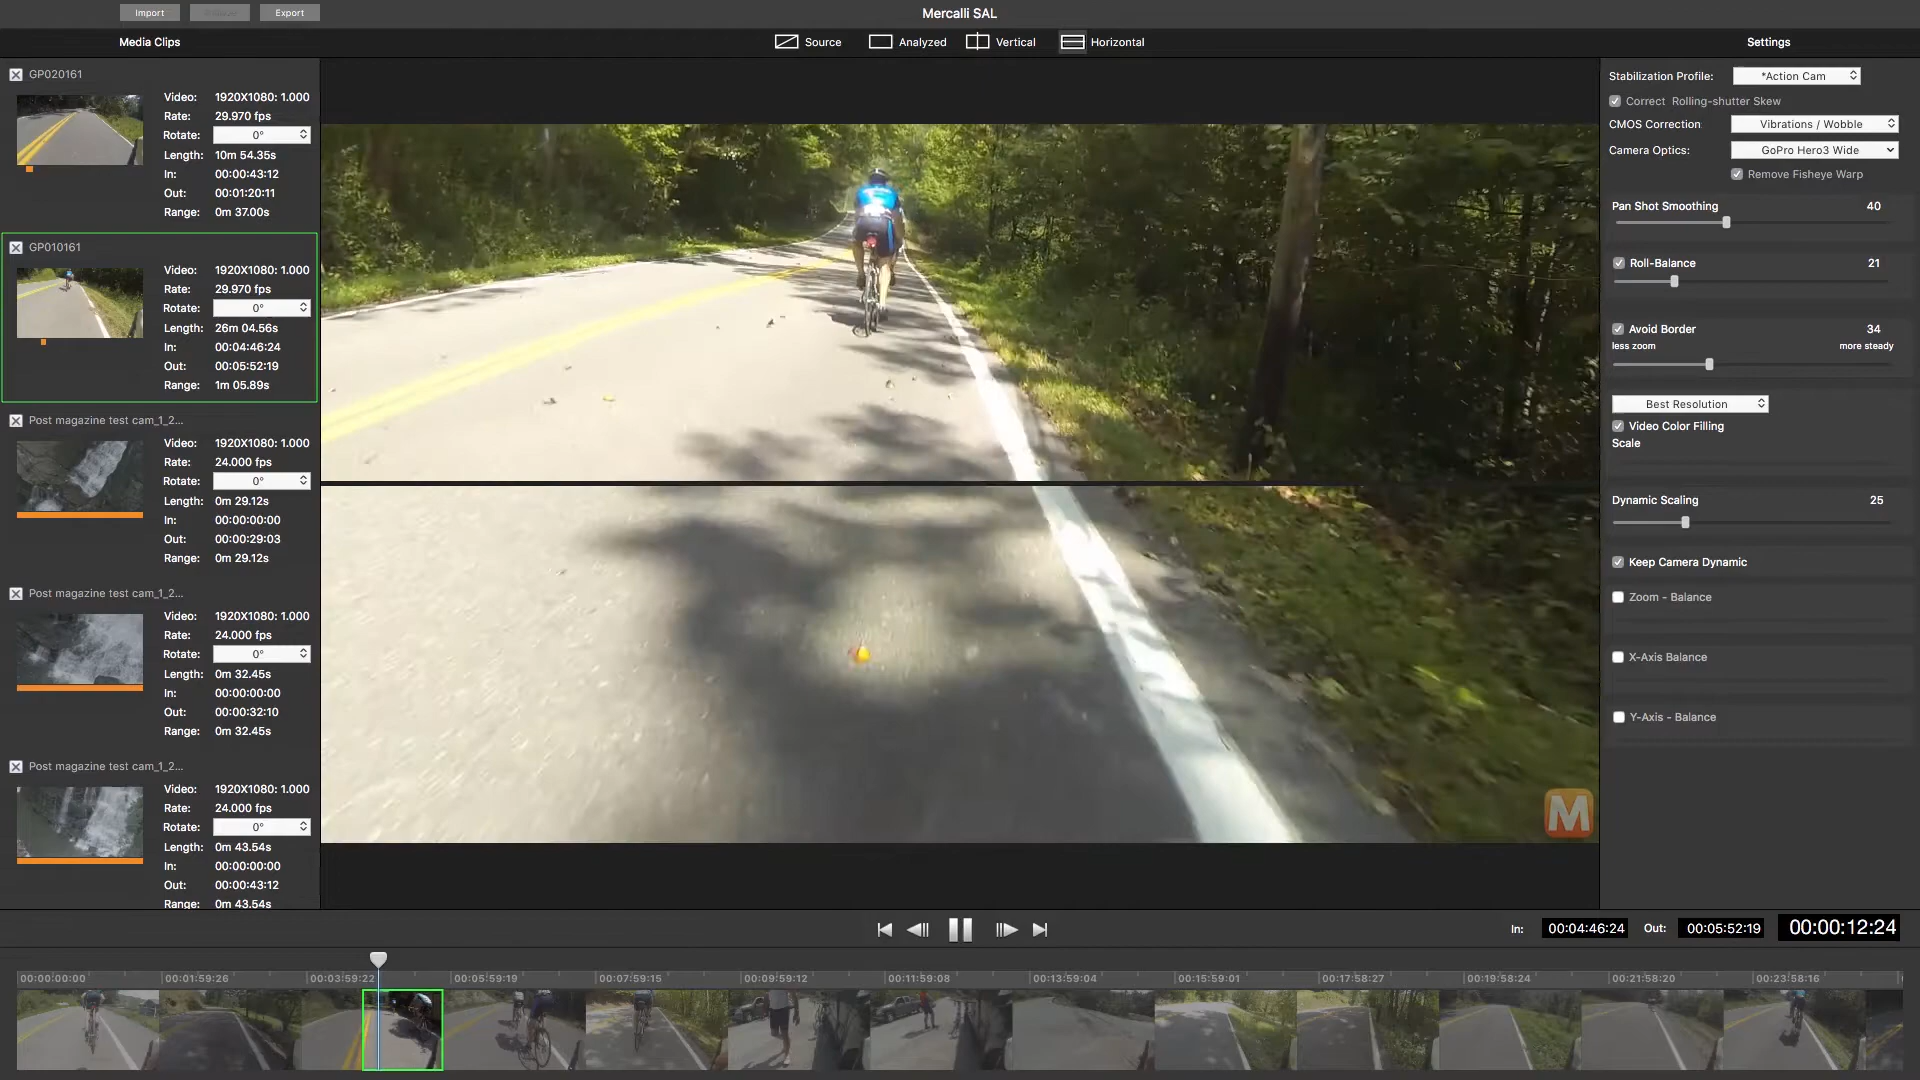 Import
Export
Mercalli SAL
Media Clips
Source
Analyzed
Vertical
Horizontal
Settings
GP020161
Video: 1920X1080: 1.000
Rate: 29.970 fps
Rotate: 0°
Length: 10m 54.35s
In: 00:00:43:12
Out: 00:01:20:11
Range: 0m 37.00s
GP010161
Video: 1920X1080: 1.000
Rate: 29.970 fps
Rotate: 0°
Length: 26m 04.56s
In: 00:04:46:24
Out: 00:05:52:19
Range: 1m 05.89s
Post magazine test cam_1_2...
Video: 1920X1080: 1.000
Rate: 24.000 fps
Rotate: 0°
Length: 0m 29.12s
In: 00:00:00:00
Out: 00:00:29:03
Range: 0m 29.12s
Post magazine test cam_1_2...
Video: 1920X1080: 1.000
Rate: 24.000 fps
Rotate: 0°
Length: 0m 32.45s
In: 00:00:00:00
Out: 00:00:32:10
Range: 0m 32.45s
Post magazine test cam_1_2...
Video: 1920X1080: 1.000
Rate: 24.000 fps
Rotate: 0°
Length: 0m 43.54s
In: 00:00:00:00
Out: 00:00:43:12
Range: 0m 43.54s
M
Stabilization Profile: *Action Cam
Correct Rolling-shutter Skew
CMOS Correction Vibrations / Wobble
Camera Optics: GoPro Hero3 Wide
Remove Fisheye Warp
Pan Shot Smoothing 40
Roll-Balance 21
Avoid Border 34
less zoom more steady
Best Resolution
Video Color Filling
Scale
Dynamic Scaling 25
Keep Camera Dynamic
Zoom - Balance
X-Axis Balance
Y-Axis - Balance
In: 00:04:46:24 Out: 00:05:52:19 00:00:12:24
00:00:00:00 00:01:59:26 00:03:59:22 00:05:59:19 00:07:59:15 00:09:59:12 00:11:59:08 00:13:59:04 00:15:59:01 00:17:58:27 00:19:58:24 00:21:58:20 00:23:58:16